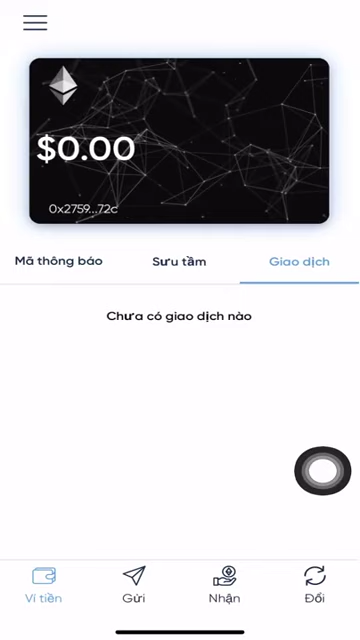 $0.00
0x2759...72c
Mã thông báo
Sưu tầm
Giao dịch
Chưa có giao dịch nào
Ví tiền
Gửi
Nhận
Đổi